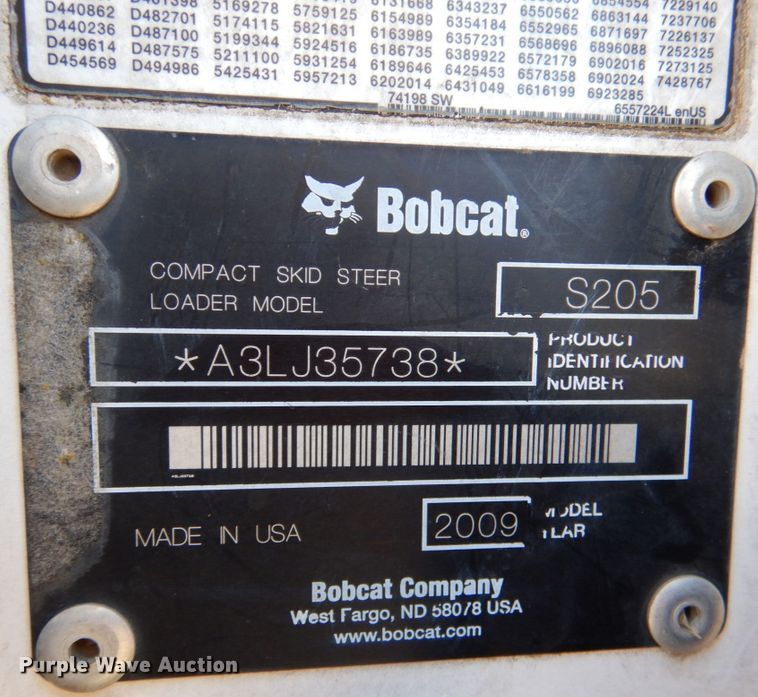 D440862 D482701 5174115 5821631 6154989 6354184 6552965 6863144 7237706
D440236 D487100 5199344 5924516 6163989 6357231 6568696 6871697 7226137
D449614 D487575 5211100 5931254 6186735 6389922 6572179 6896088 7252325
D454569 D494986 5425431 5957213 6189646 6425453 6578358 6902016 7273125
6202014 6431049 6616199 6902024 7428767
6923285
74198 SW 6557224L enUS
Bobcat®
COMPACT SKID STEER
LOADER MODEL
S205
*A3LJ35738*
PRODUCT
IDENTIFICATION
NUMBER
MADE IN USA
2009
MODEL
YEAR
Bobcat Company
West Fargo, ND 58078 USA
www.bobcat.com
Purple Wave Auction